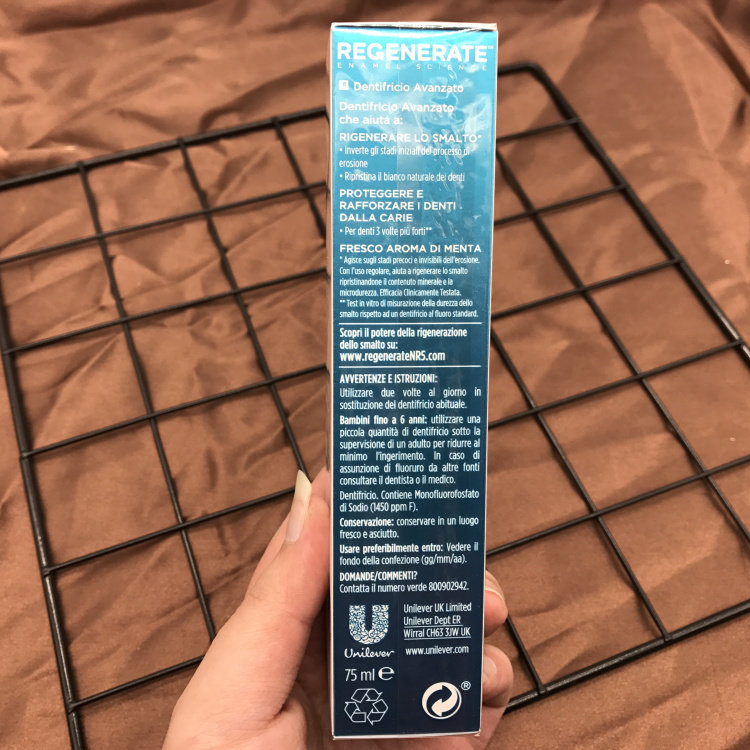 REGENERATE™
ENAMEL SCIENCE
IT Dentifricio Avanzato
Dentifricio Avanzato
che aiuta a:
RIGENERARE LO SMALTO*
• Inverte gli stadi iniziali del processo di
erosione
• Ripristina il bianco naturale dei denti
PROTEGGERE E
RAFFORZARE I DENTI
DALLA CARIE
• Per denti 3 volte più forti**
FRESCO AROMA DI MENTA
* Agisce sugli stadi precoci e invisibili dell'erosione.
Con l'uso regolare, aiuta a rigenerare lo smalto
ripristinandone il contenuto minerale e la
microdurezza. Efficacia Clinicamente Testata.
** Test in vitro di misurazione della durezza dello
smalto rispetto ad un dentifricio al fluoro standard.
Scopri il potere della rigenerazione
dello smalto su:
www.regenerateNR5.com
AVVERTENZE E ISTRUZIONI:
Utilizzare due volte al giorno in
sostituzione del dentifricio abituale.
Bambini fino a 6 anni: utilizzare una
piccola quantità di dentifricio sotto la
supervisione di un adulto per ridurre al
minimo l'ingerimento. In caso di
assunzione di fluoruro da altre fonti
consultare il dentista o il medico.
Dentifricio. Contiene Monofluorofosfato
di Sodio (1450 ppm F).
Conservazione: conservare in un luogo
fresco e asciutto.
Usare preferibilmente entro: Vedere il
fondo della confezione (gg/mm/aa).
DOMANDE/COMMENTI?
Contatta il numero verde 800902942.
Unilever UK Limited
Unilever Dept ER
Wirral CH63 3JW UK
Unilever
www.unilever.com
75 ml e
®